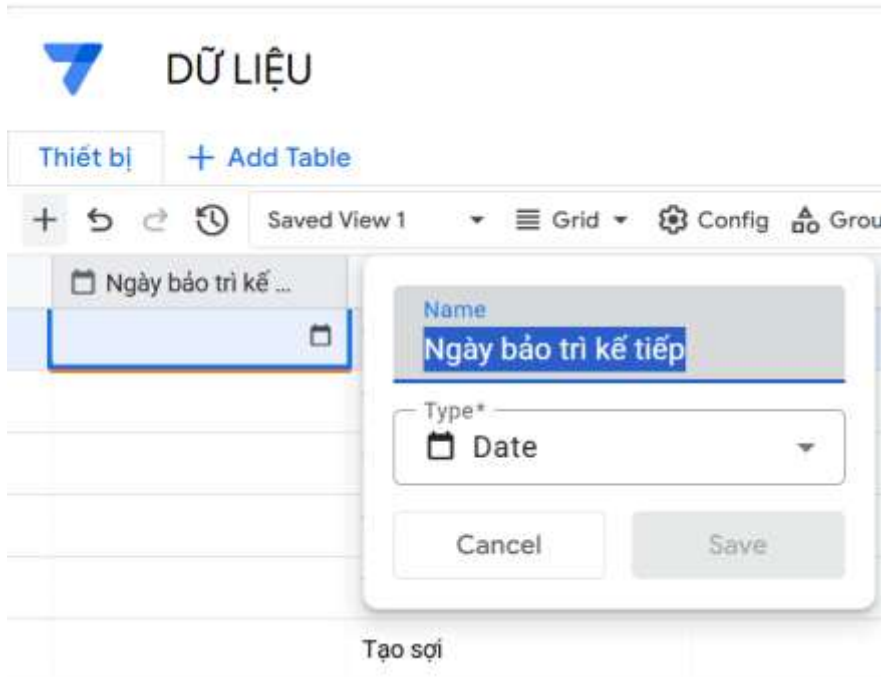 DỮ LIỆU
Thiết bị
+ Add Table
Saved View 1
Grid
Config
Grou
Ngày bảo trì kế ...
Name
Ngày bảo trì kế tiếp
Type*
Date
Cancel
Save
Tạo sợi